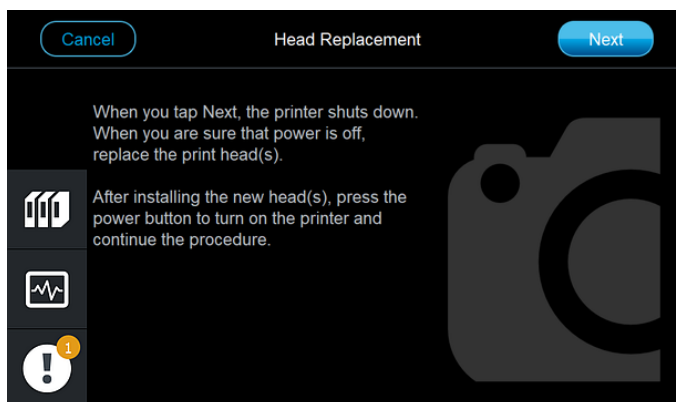 Cancel
Head Replacement
Next
When you tap Next, the printer shuts down.
When you are sure that power is off,
replace the print head(s).
After installing the new head(s), press the
power button to turn on the printer and
continue the procedure.
1